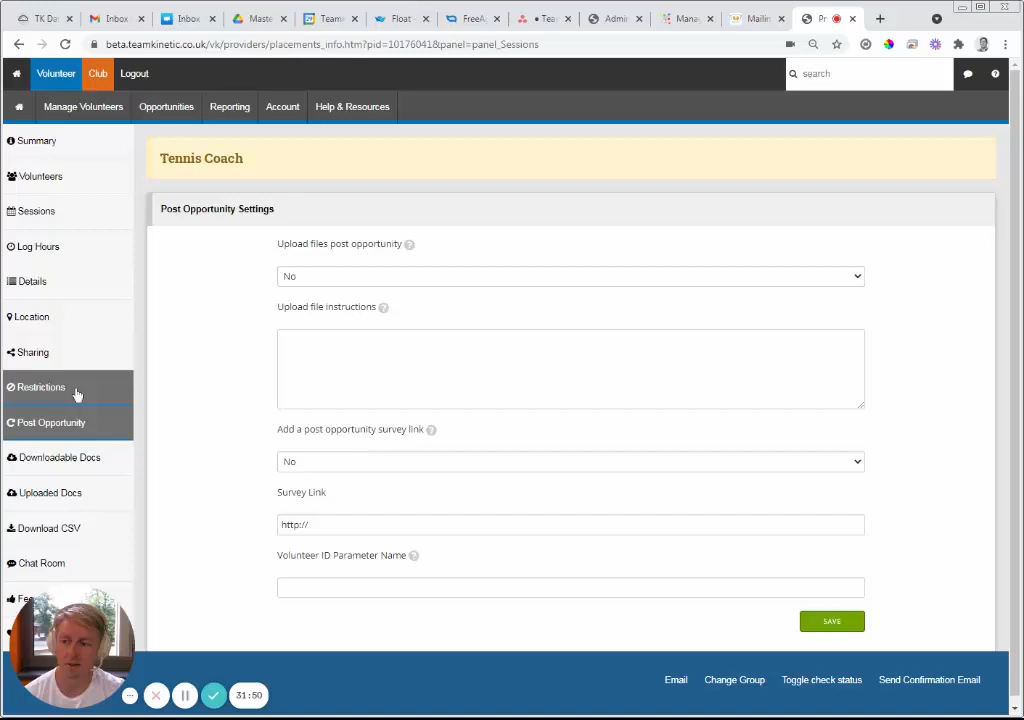 TK Da
Inbox
Inbox
Maste
Team
Float
FreeA
Tea
Admi
Mana
Mailin
Pr
beta.teamkinetic.co.uk/vk/providers/placements_info.htm?pid=10176041&panel=panel_Sessions
Volunteer
Club
Logout
search
Manage Volunteers
Opportunities
Reporting
Account
Help & Resources
Summary
Volunteers
Sessions
Log Hours
Details
Location
Sharing
Restrictions
Post Opportunity
Downloadable Docs
Uploaded Docs
Download CSV
Chat Room
Fee
Tennis Coach
Post Opportunity Settings
Upload files post opportunity ?
No
Upload file instructions ?
Add a post opportunity survey link ?
No
Survey Link
http://
Volunteer ID Parameter Name ?
SAVE
Email
Change Group
Toggle check status
Send Confirmation Email
31:50